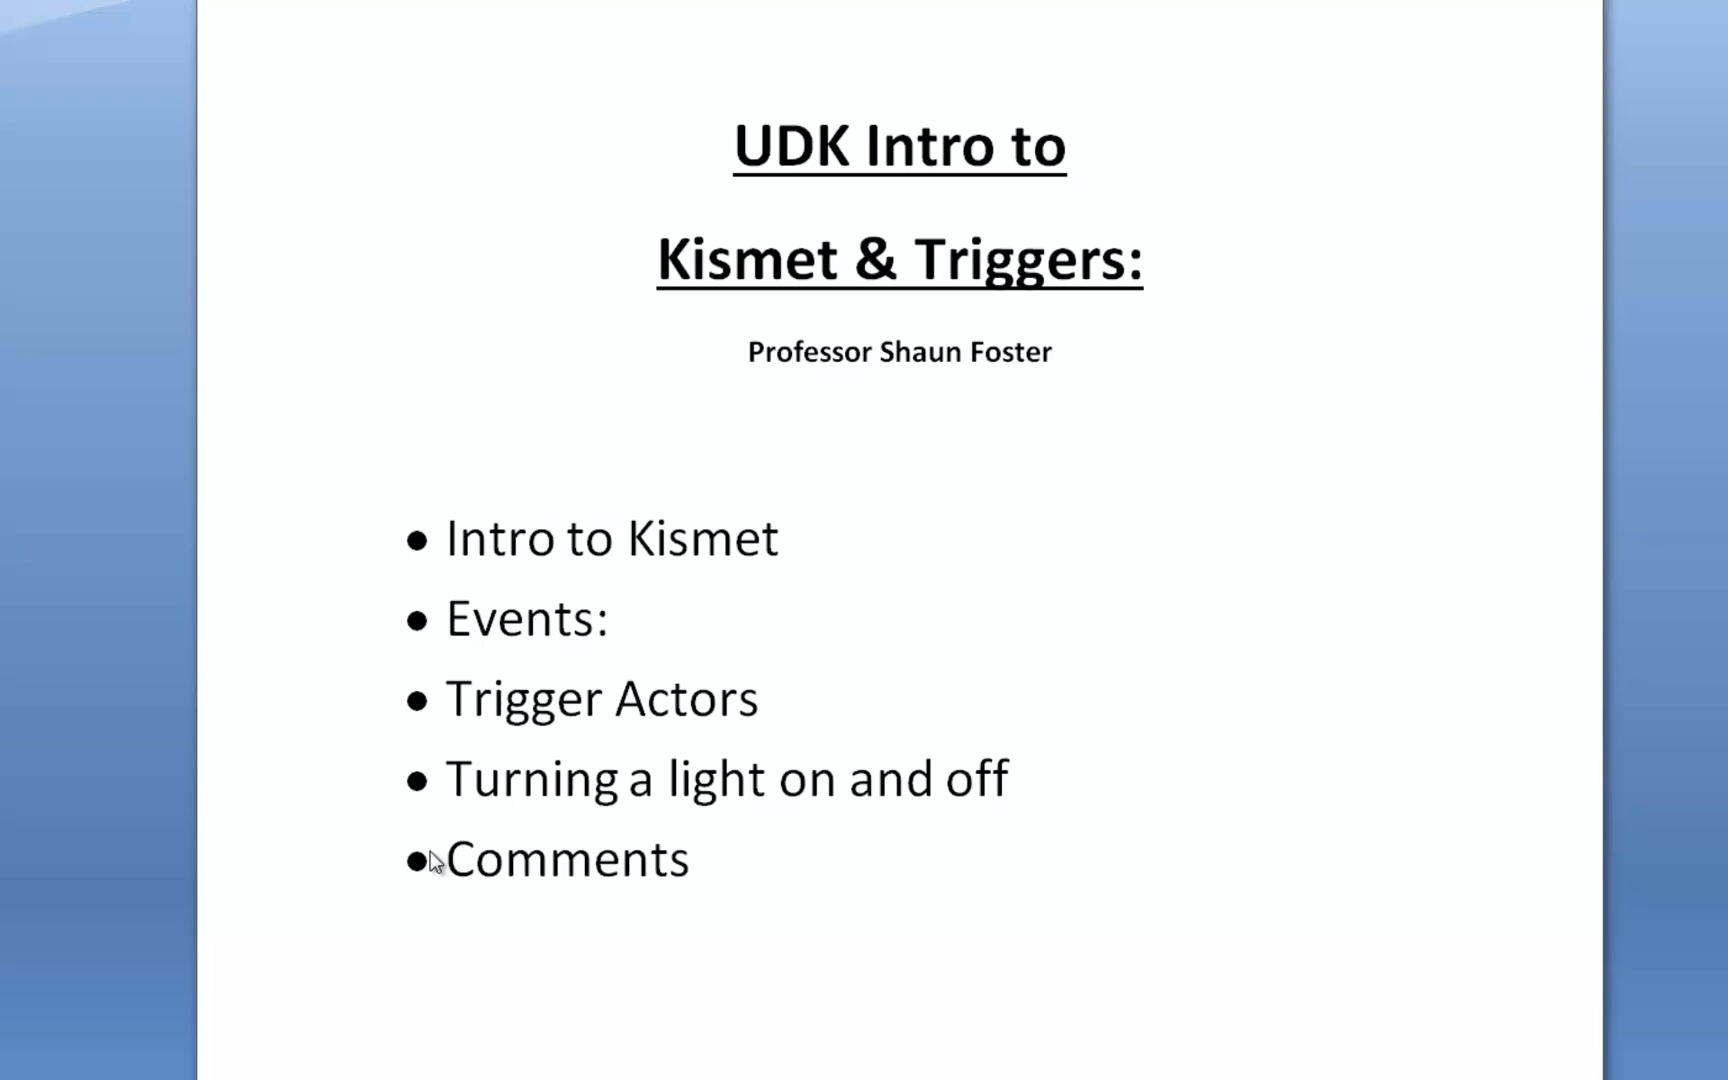 UDK Intro to
Kismet & Triggers:
Professor Shaun Foster
• Intro to Kismet
• Events:
• Trigger Actors
• Turning a light on and off
• Comments